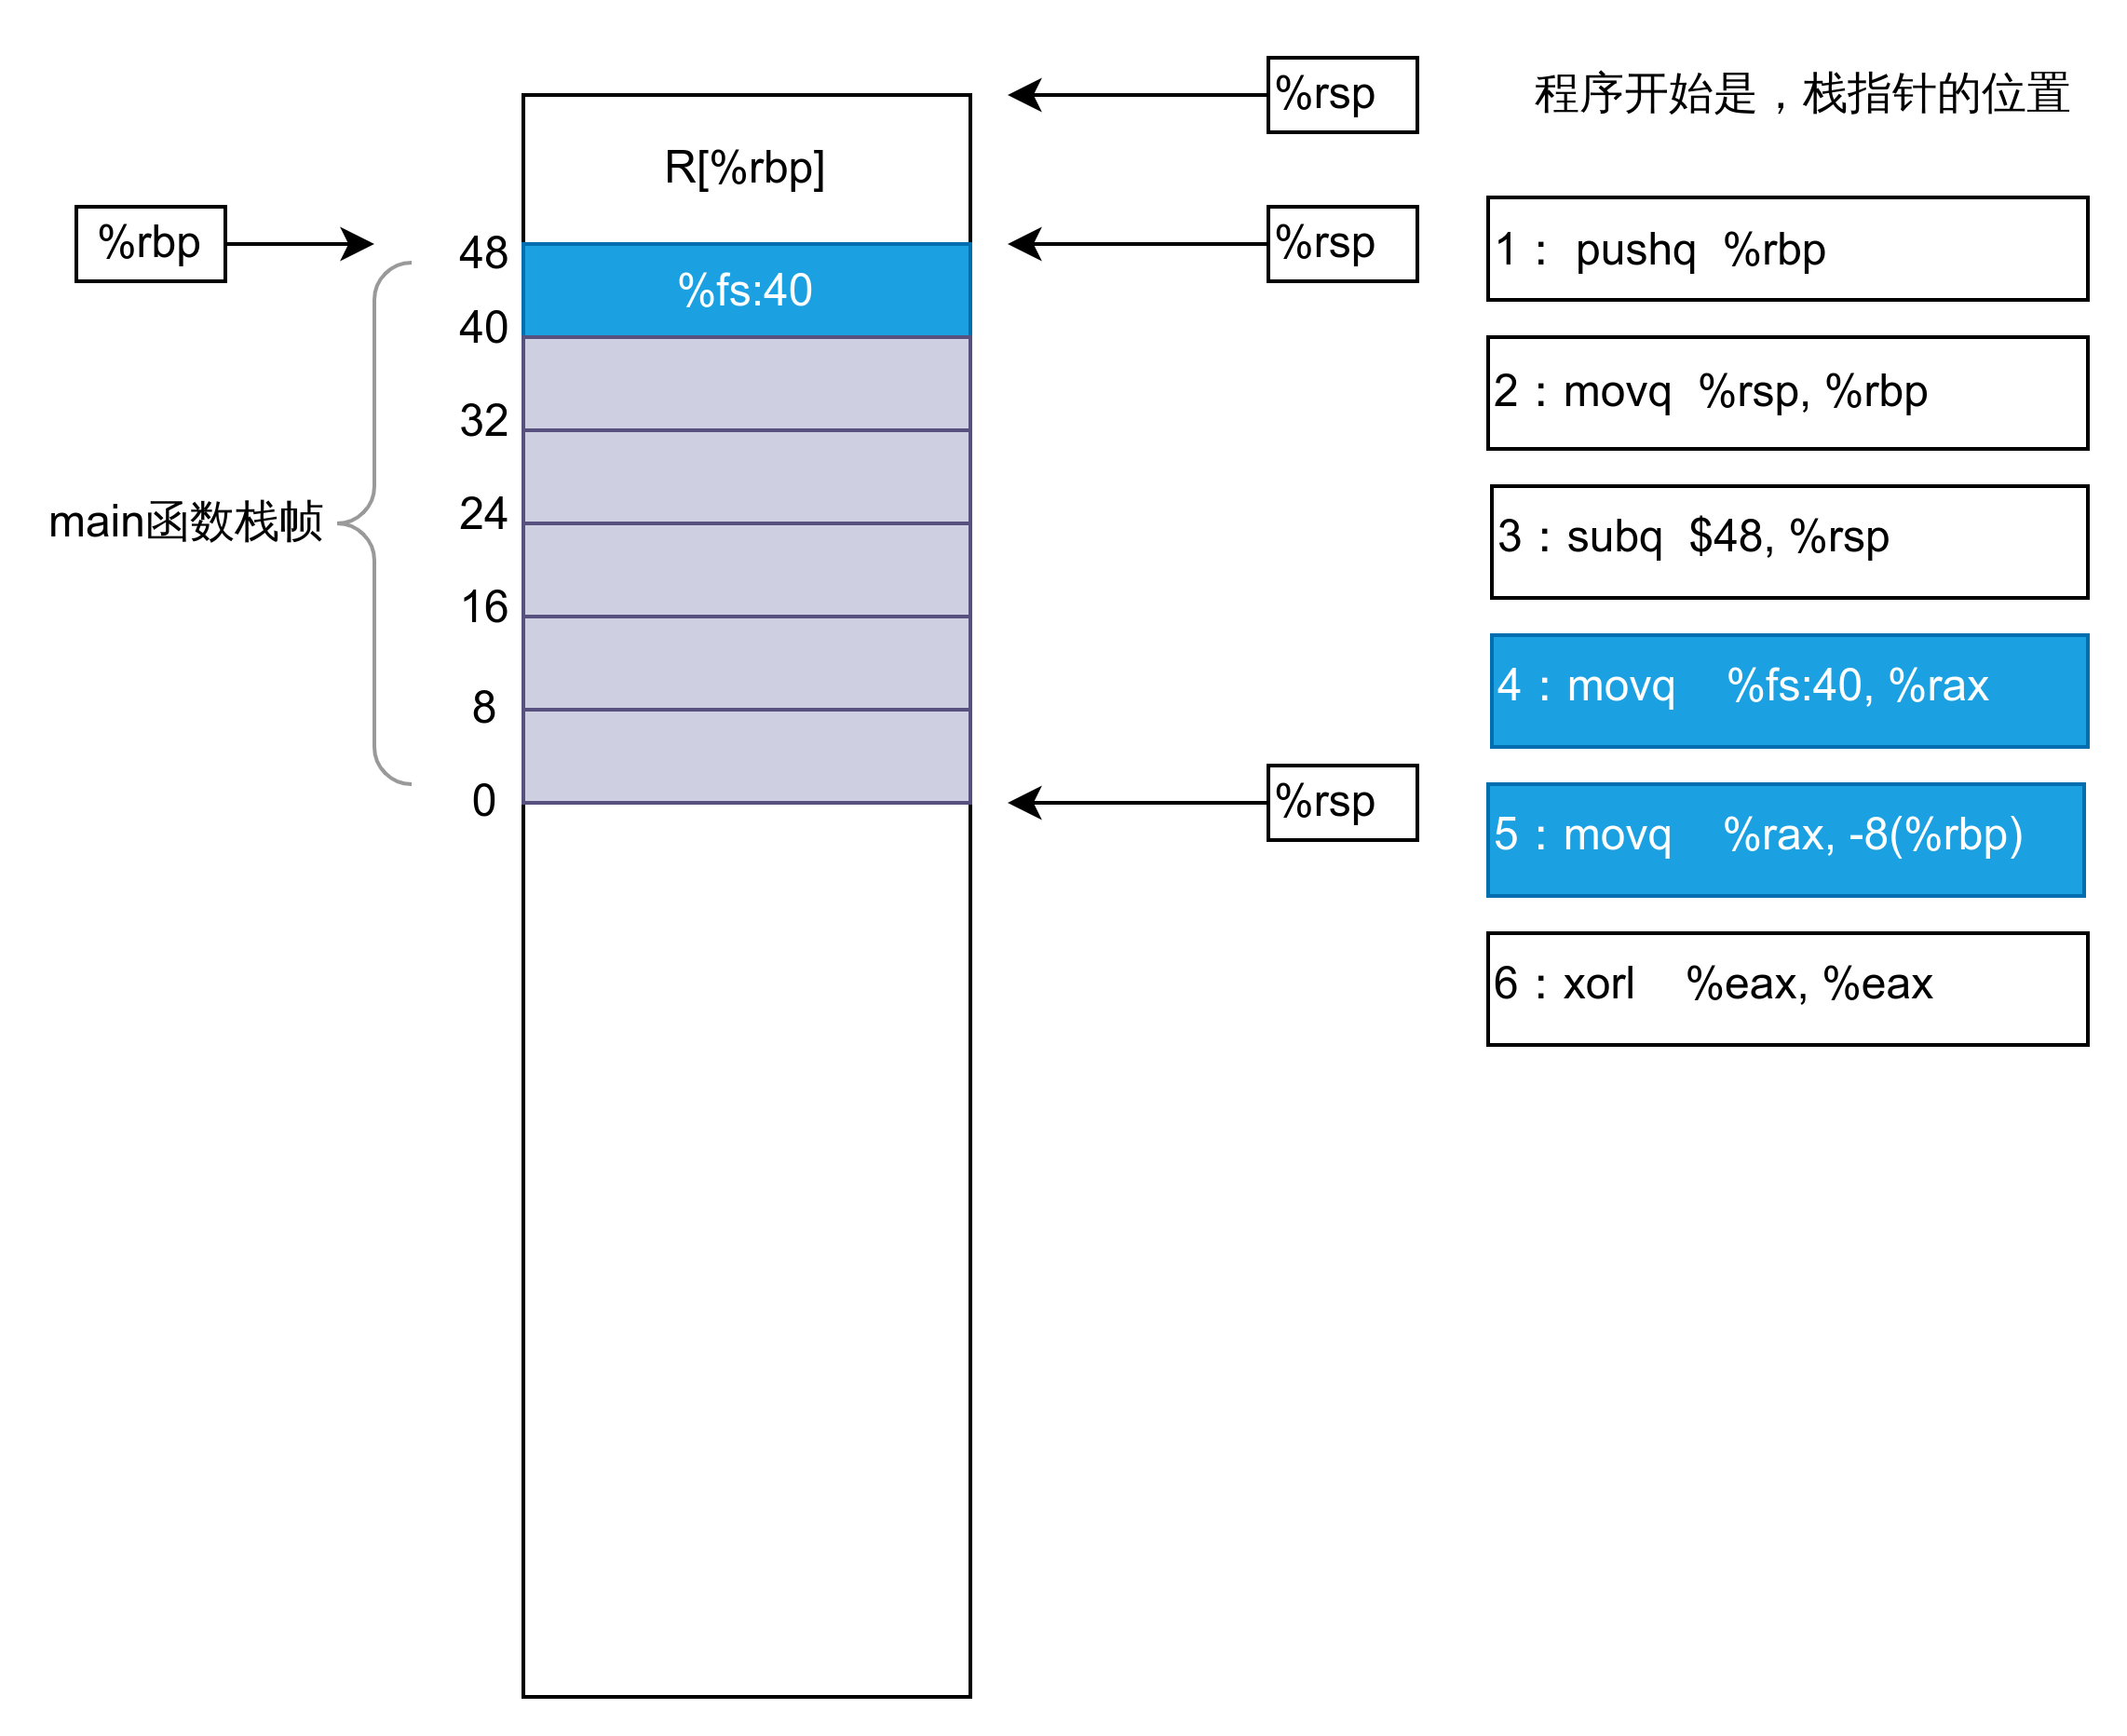 %rsp
程序开始是，栈指针的位置
R[%rbp]
%rbp
%rsp
1： pushq %rbp
48
%fs:40
40
2：movq %rsp, %rbp
32
main函数栈帧
24
3：subq $48, %rsp
16
4：movq %fs:40, %rax
8
0
%rsp
5：movq %rax, -8(%rbp)
6：xorl %eax, %eax